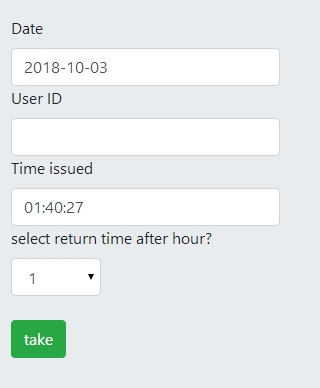 Date
2018-10-03
User ID
Time issued
01:40:27
select return time after hour?
1
take